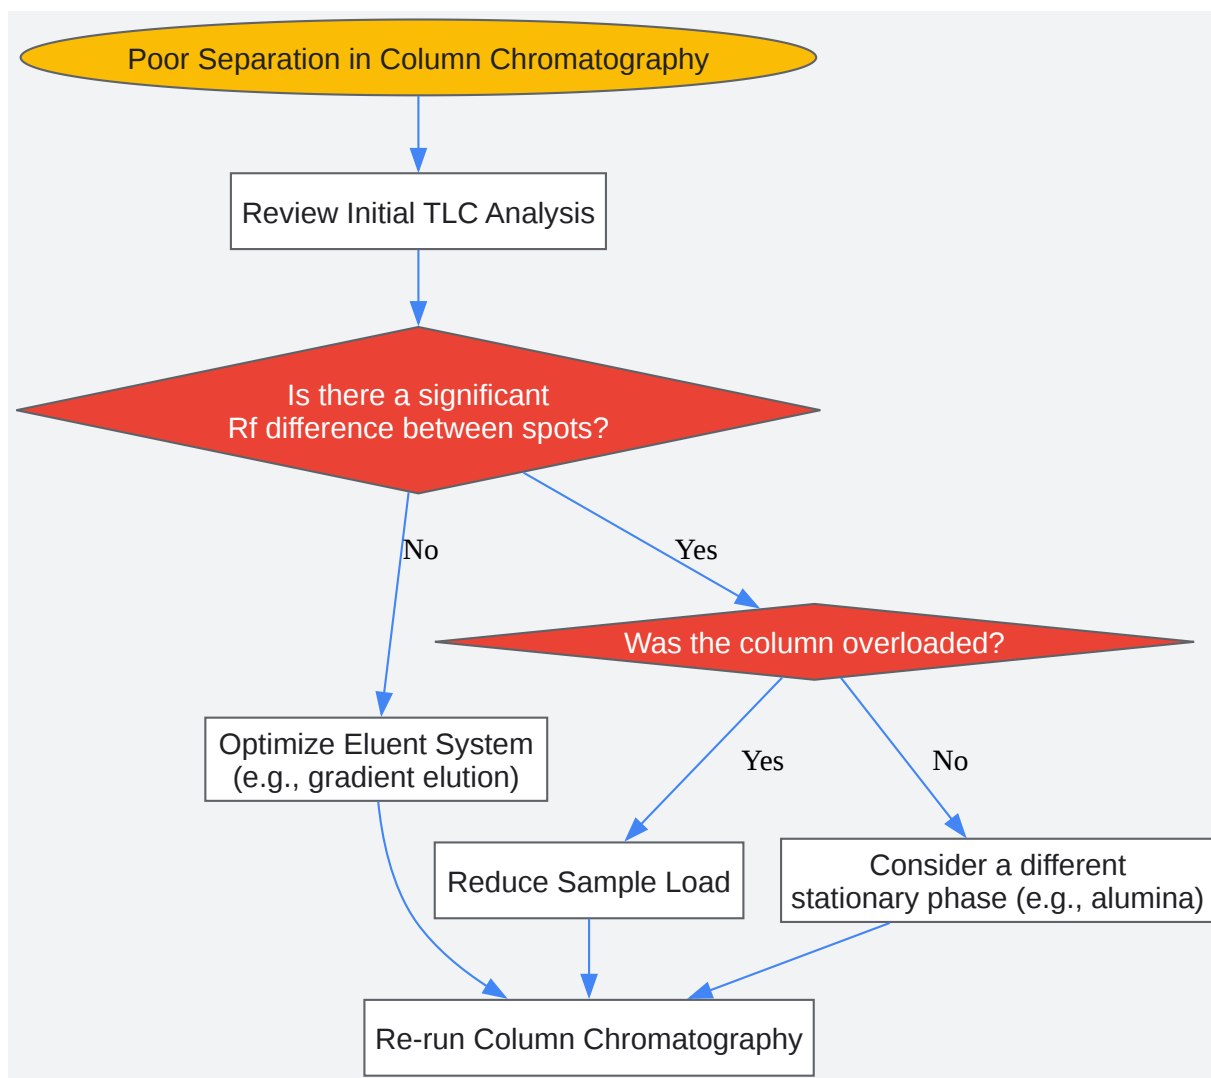 Poor Separation in Column Chromatography
Review Initial TLC Analysis
Is there a significant
Rf difference between spots?
No
Yes
Was the column overloaded?
Optimize Eluent System
(e.g., gradient elution)
Yes
No
Reduce Sample Load
Consider a different
stationary phase (e.g., alumina)
Re-run Column Chromatography